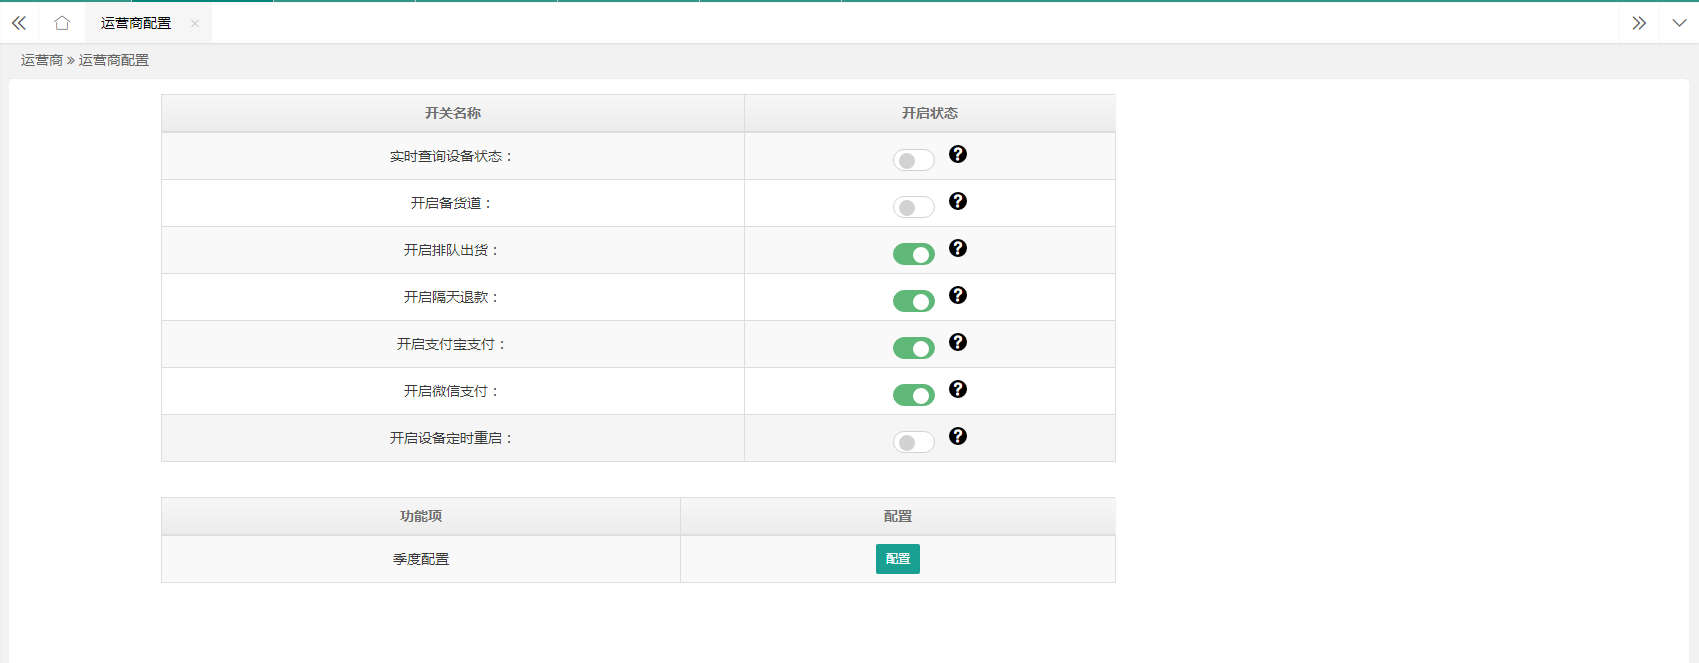 运营商配置
运营商 » 运营商配置
开关名称 开启状态
实时查询设备状态：
开启备货道：
开启排队出货：
开启隔天退款：
开启支付宝支付：
开启微信支付：
开启设备定时重启：
功能项 配置
季度配置 配置